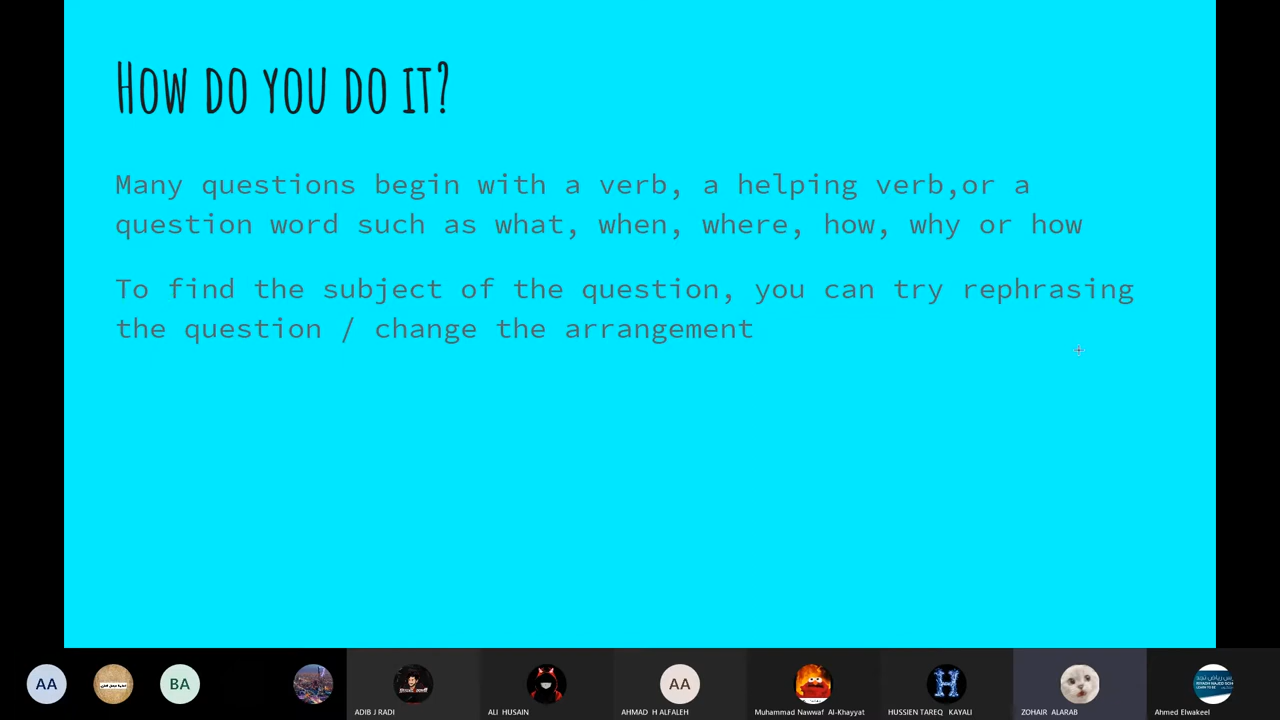 How do you do it?
Many questions begin with a verb, a helping verb,or a
question word such as what, when, where, how, why or how
To find the subject of the question, you can try rephrasing
the question / change the arrangement
AA
BA
AA
H
ADIB J RADI
ALI HUSAIN
AHMAD H ALFALEH
Muhammad Nawwaf Al-Khayyat
HUSSIEN TAREQ KAYALI
ZOHAIR ALARAB
Ahmed Elwakeel